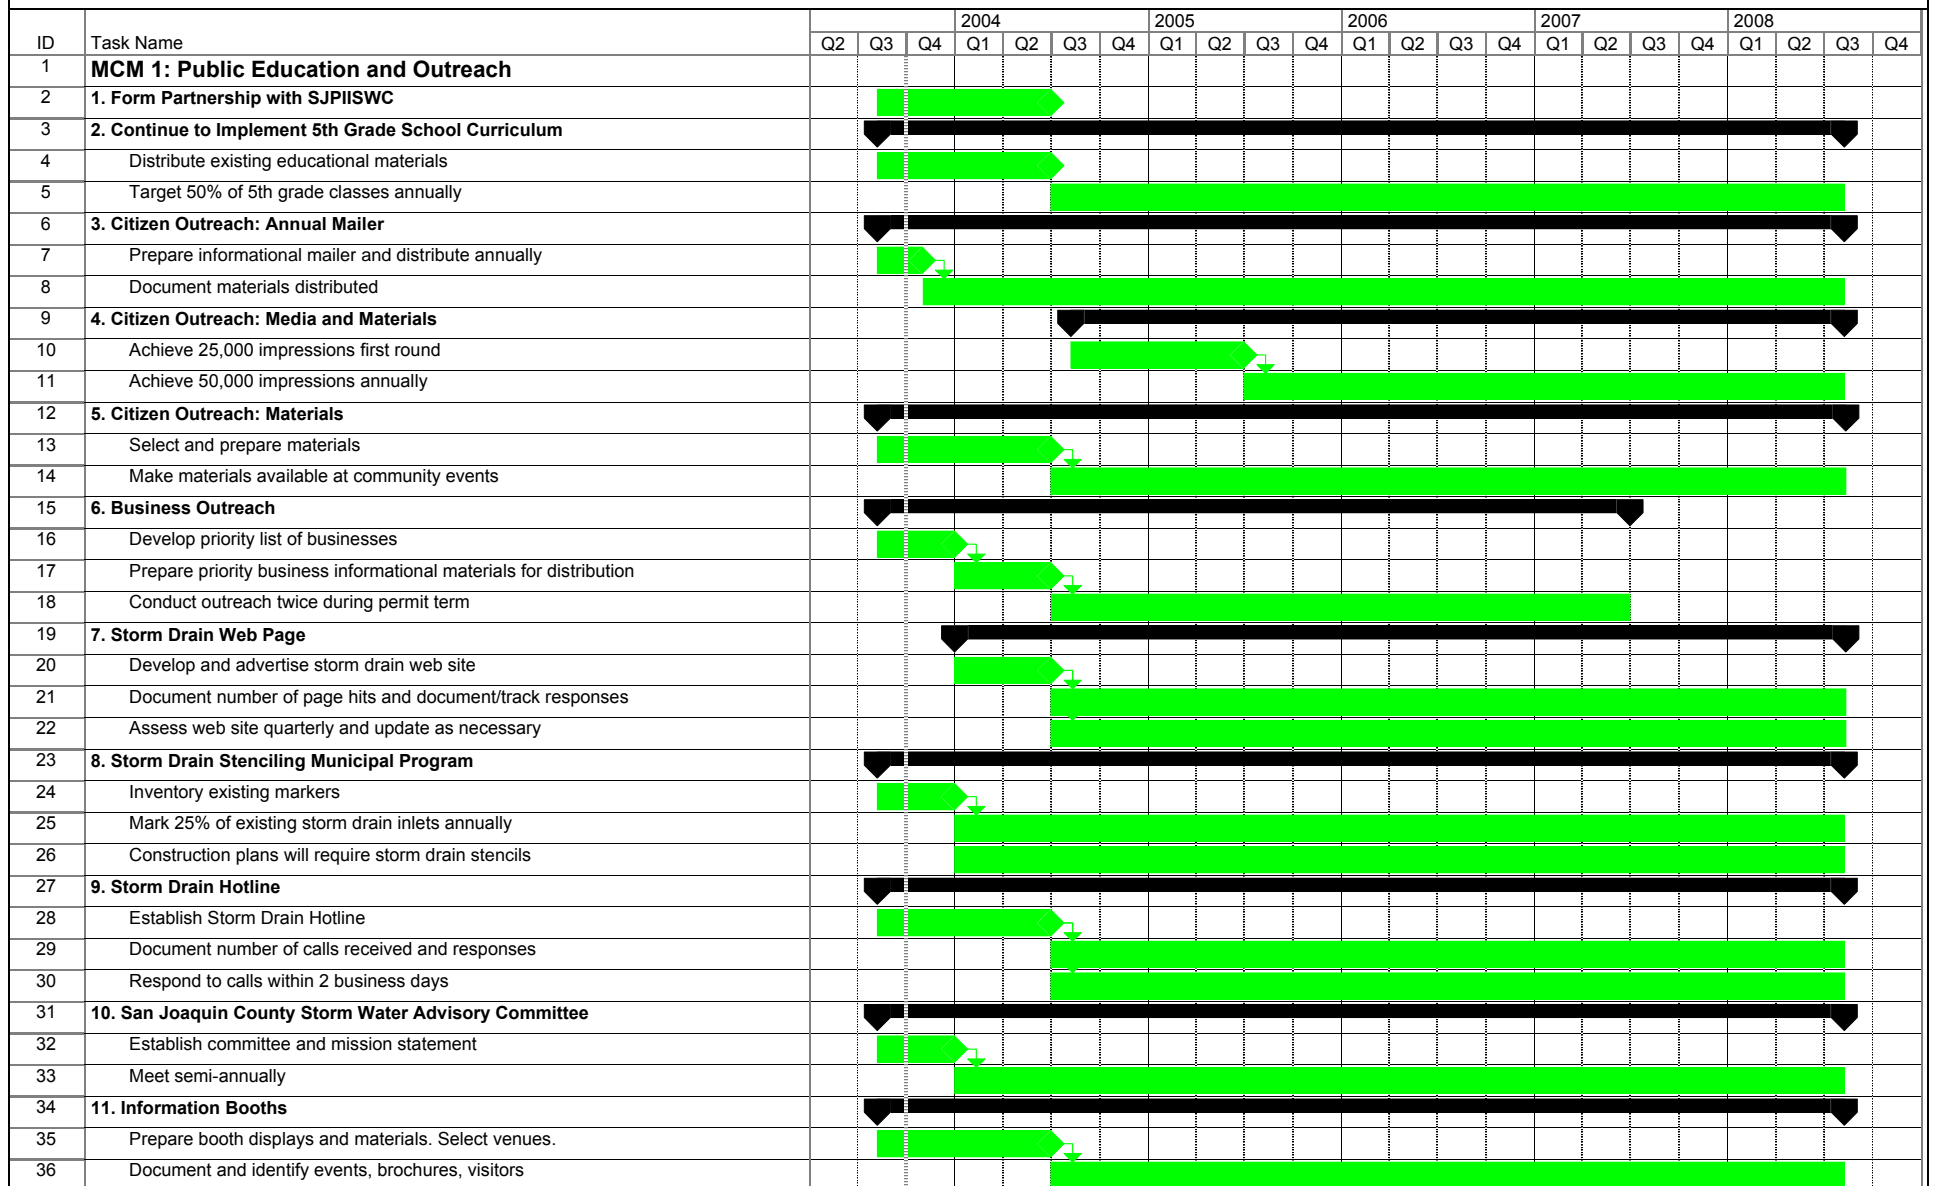 2004 2005 2006 2007 2008
ID Task Name Q2 Q3 Q4 Q1 Q2 Q3 Q4 Q1 Q2 Q3 Q4 Q1 Q2 Q3 Q4 Q1 Q2 Q3 Q4 Q1 Q2 Q3 Q4
1 MCM 1: Public Education and Outreach
2 1. Form Partnership with SJPIISWC
3 2. Continue to Implement 5th Grade School Curriculum
4 Distribute existing educational materials
5 Target 50% of 5th grade classes annually
6 3. Citizen Outreach: Annual Mailer
7 Prepare informational mailer and distribute annually
8 Document materials distributed
9 4. Citizen Outreach: Media and Materials
10 Achieve 25,000 impressions first round
11 Achieve 50,000 impressions annually
12 5. Citizen Outreach: Materials
13 Select and prepare materials
14 Make materials available at community events
15 6. Business Outreach
16 Develop priority list of businesses
17 Prepare priority business informational materials for distribution
18 Conduct outreach twice during permit term
19 7. Storm Drain Web Page
20 Develop and advertise storm drain web site
21 Document number of page hits and document/track responses
22 Assess web site quarterly and update as necessary
23 8. Storm Drain Stenciling Municipal Program
24 Inventory existing markers
25 Mark 25% of existing storm drain inlets annually
26 Construction plans will require storm drain stencils
27 9. Storm Drain Hotline
28 Establish Storm Drain Hotline
29 Document number of calls received and responses
30 Respond to calls within 2 business days
31 10. San Joaquin County Storm Water Advisory Committee
32 Establish committee and mission statement
33 Meet semi-annually
34 11. Information Booths
35 Prepare booth displays and materials. Select venues.
36 Document and identify events, brochures, visitors